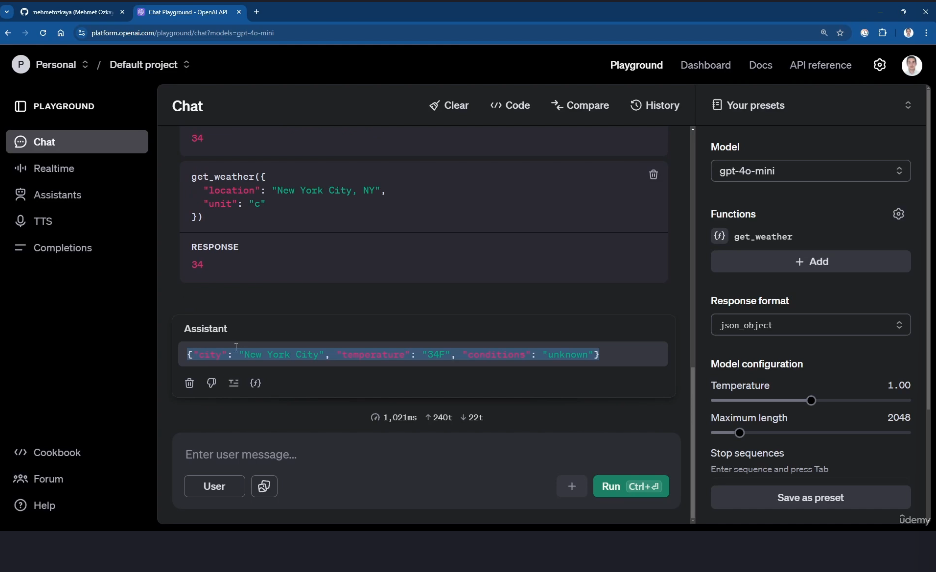 mehmetozkaya (Mehmet Ozka
Chat Playground - OpenAI API
platform.openai.com/playground/chat?models=gpt-4o-mini
P Personal / Default project
Playground Dashboard Docs API reference
PLAYGROUND
Chat
Realtime
Assistants
TTS
Completions
Cookbook
Forum
Help
Chat
Clear Code Compare History
34
get_weather({
"location": "New York City, NY",
"unit": "c"
})
RESPONSE
34
Assistant
{"city": "New York City", "temperature": "34F", "conditions": "unknown"}
1,021ms ↑240t ↓22t
Enter user message...
User
Run Ctrl+⏎
Your presets
Model
gpt-4o-mini
Functions
get_weather
+ Add
Response format
json_object
Model configuration
Temperature 1.00
Maximum length 2048
Stop sequences
Enter sequence and press Tab
Save as preset
udemy